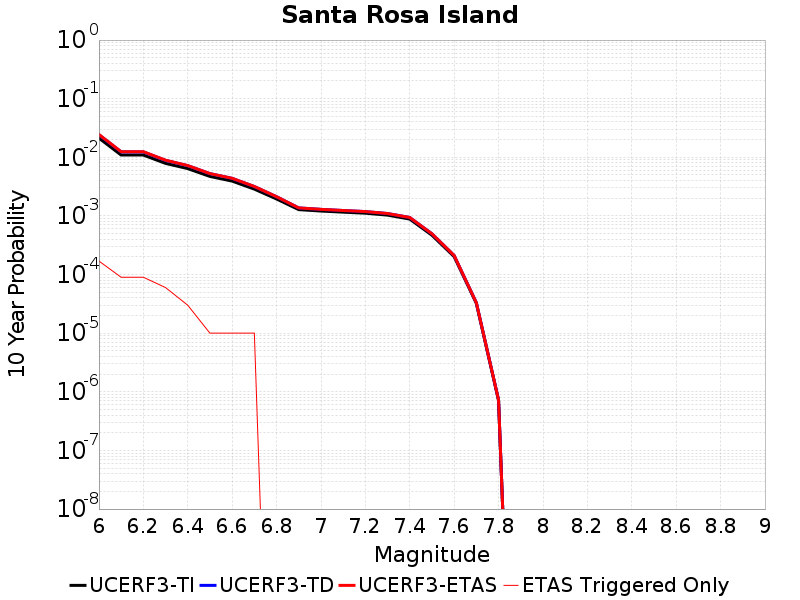 Santa Rosa Island
10^0
10^-1
10^-2
10^-3
10^-4
10^-5
10^-6
10^-7
10^-8
10 Year Probability
6 6.2 6.4 6.6 6.8 7 7.2 7.4 7.6 7.8 8 8.2 8.4 8.6 8.8 9
Magnitude
UCERF3-TI UCERF3-TD UCERF3-ETAS ETAS Triggered Only